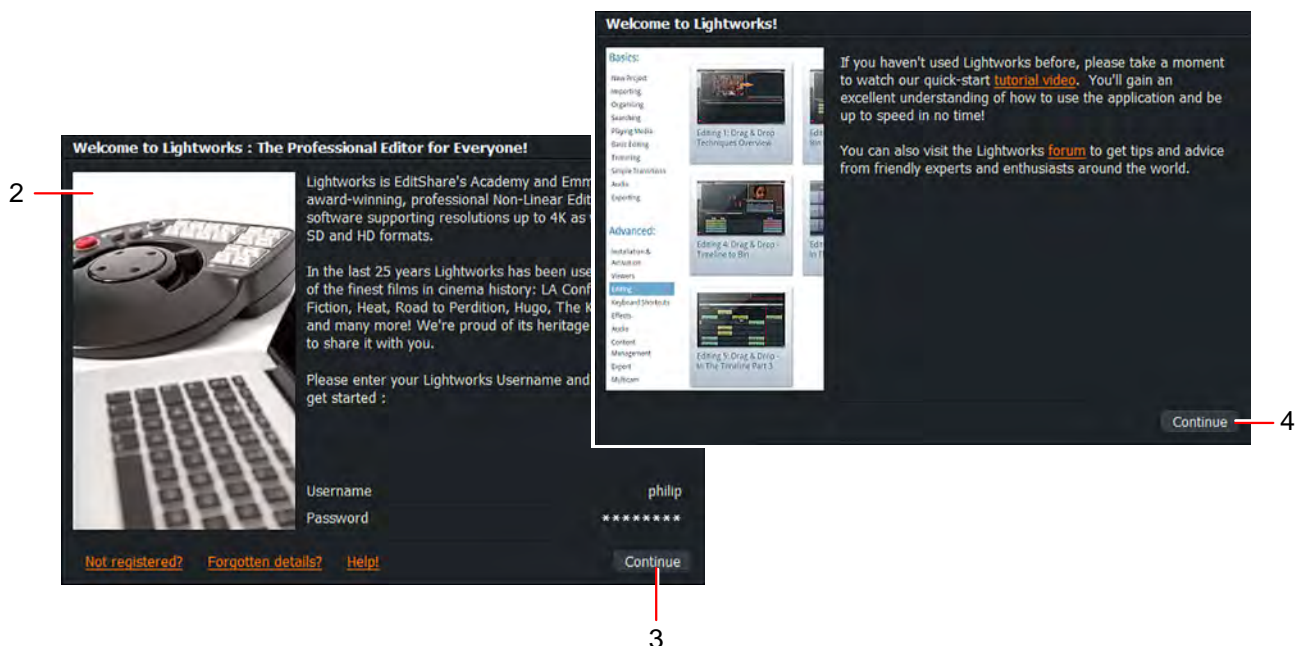 Welcome to Lightworks : The Professional Editor for Everyone!
2
Lightworks is EditShare's Academy and Emm
award-winning, professional Non-Linear Edit
software supporting resolutions up to 4K as
SD and HD formats.
In the last 25 years Lightworks has been use
of the finest films in cinema history: LA Conf
Fiction, Heat, Road to Perdition, Hugo, The K
and many more! We're proud of its heritage
to share it with you.
Please enter your Lightworks Username and
get started :
Username philip
Password ********
Not registered? Forgotten details? Help! Continue
3
Welcome to Lightworks!
Basics:
New Project
Importing
Organising
Searching
Playing Media
Basic Editing
Trimming
Simple Transitions
Audio
Exporting
Advanced:
Installation &
Activation
Viewers
Editing
Keyboard Shortcuts
Effects
Audio
Content
Management
Export
Multicam
Editing 1: Drag & Drop
Techniques Overview
Editing 4: Drag & Drop -
Timeline to Bin
Editing 5: Drag & Drop -
In The Timeline Part 3
If you haven't used Lightworks before, please take a moment
to watch our quick-start tutorial video. You'll gain an
excellent understanding of how to use the application and be
up to speed in no time!
You can also visit the Lightworks forum to get tips and advice
from friendly experts and enthusiasts around the world.
Continue
4